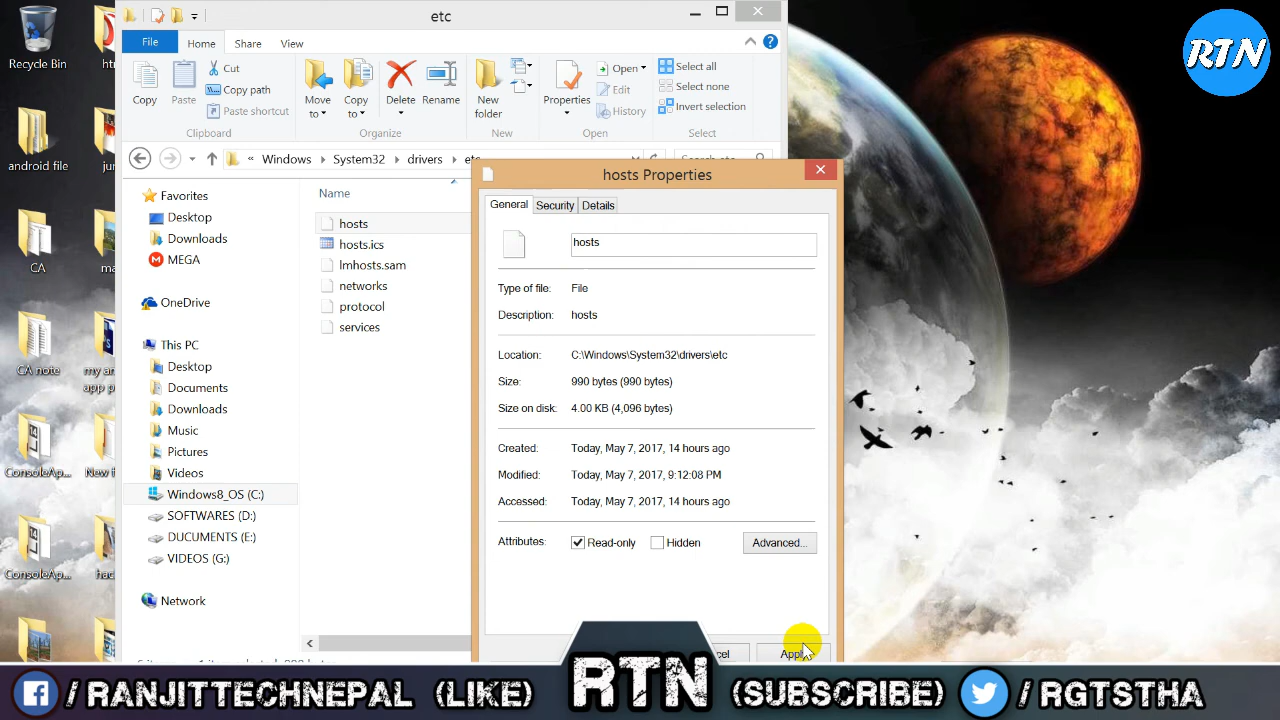 etc
RTN
File Home Share View
Copy
Paste
Cut
Copy path
Paste shortcut
Clipboard
Move to
Copy to
Delete
Rename
Organize
New folder
New
Properties
Open
Edit
History
Open
Select all
Select none
Invert selection
Select
« Windows System32 drivers etc
Recycle Bin
android file
CA
CA note
ConsoleAp...
ConsoleAp...
my an
app p
New i
Favorites
Desktop
Downloads
MEGA
OneDrive
This PC
Desktop
Documents
Downloads
Music
Pictures
Videos
Windows8_OS (C:)
SOFTWARES (D:)
DUCUMENTS (E:)
VIDEOS (G:)
Network
Name
hosts
hosts.ics
lmhosts.sam
networks
protocol
services
hosts Properties
General Security Details
hosts
Type of file: File
Description: hosts
Location: C:\Windows\System32\drivers\etc
Size: 990 bytes (990 bytes)
Size on disk: 4.00 KB (4,096 bytes)
Created: Today, May 7, 2017, 14 hours ago
Modified: Today, May 7, 2017, 9:12:08 PM
Accessed: Today, May 7, 2017, 14 hours ago
Attributes: Read-only Hidden Advanced...
Apply
/ RANJITTECHNEPAL (LIKE) RTN (SUBSCRIBE) / RGTSTHA